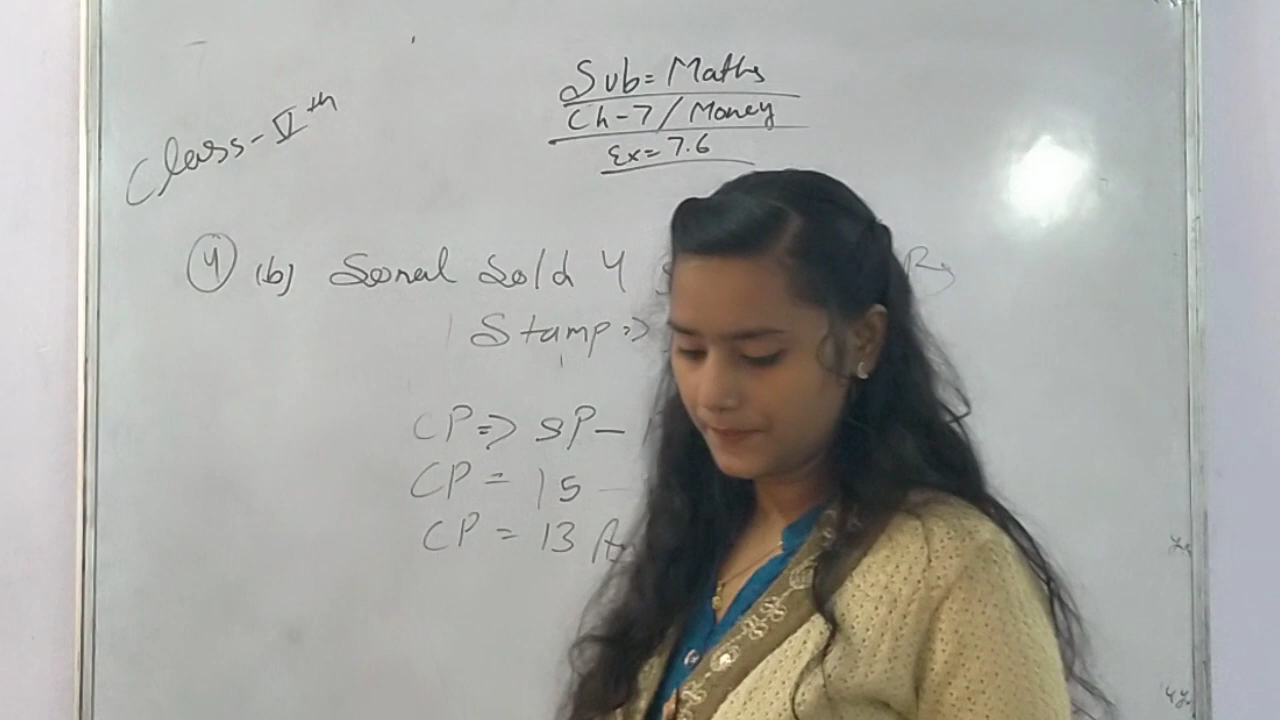 Class-Vth
Sub= Maths
Ch-7/Money
Ex= 7.6
4 (b) Sonal Sold 4
Stamp =>
CP => SP-
CP = 15 -
CP = 13